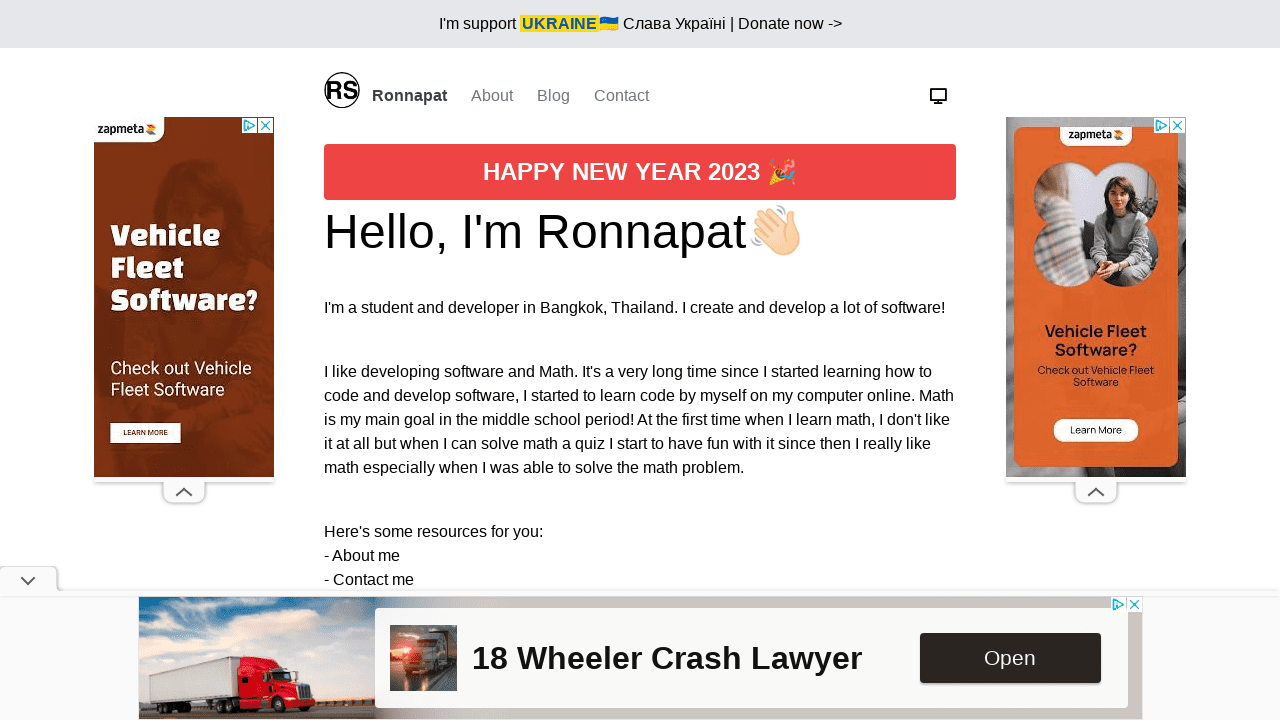 I'm support UKRAINE🇺🇦 Слава Україні | Donate now ->
RS Ronnapat About Blog Contact
HAPPY NEW YEAR 2023 🎉
Hello, I'm Ronnapat👋🏻
I'm a student and developer in Bangkok, Thailand. I create and develop a lot of software!
I like developing software and Math. It's a very long time since I started learning how to
code and develop software, I started to learn code by myself on my computer online. Math
is my main goal in the middle school period! At the first time when I learn math, I don't like
it at all but when I can solve math a quiz I start to have fun with it since then I really like
math especially when I was able to solve the math problem.
Here's some resources for you:
- About me
- Contact me
zapmeta
Vehicle
Fleet
Software?
Check out Vehicle
Fleet Software
LEARN MORE
zapmeta
Vehicle Fleet
Software?
Check out Vehicle Fleet
Software
Learn More
18 Wheeler Crash Lawyer
Open